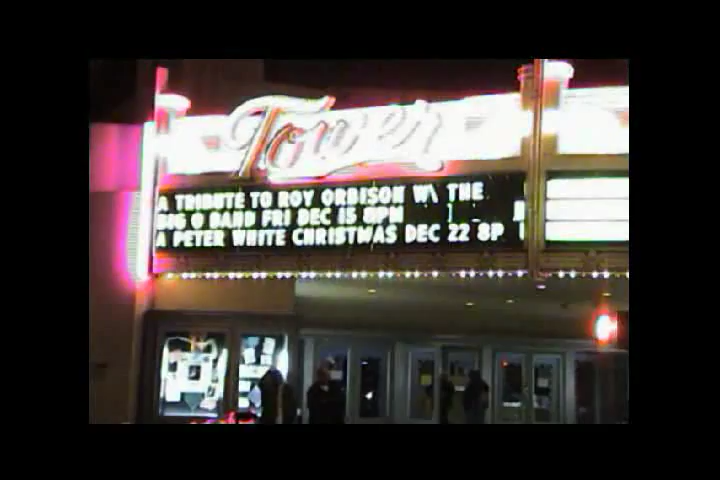 Tower
A TRIBUTE TO ROY ORBISON W\ THE
BIG O BAND FRI DEC 15 8PM
A PETER WHITE CHRISTMAS DEC 22 8P